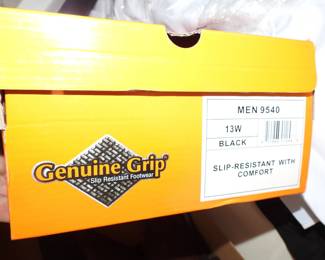 Genuine Grip®
Slip Resistant Footwear
MEN 9540
13W
BLACK
SLIP-RESISTANT WITH
COMFORT